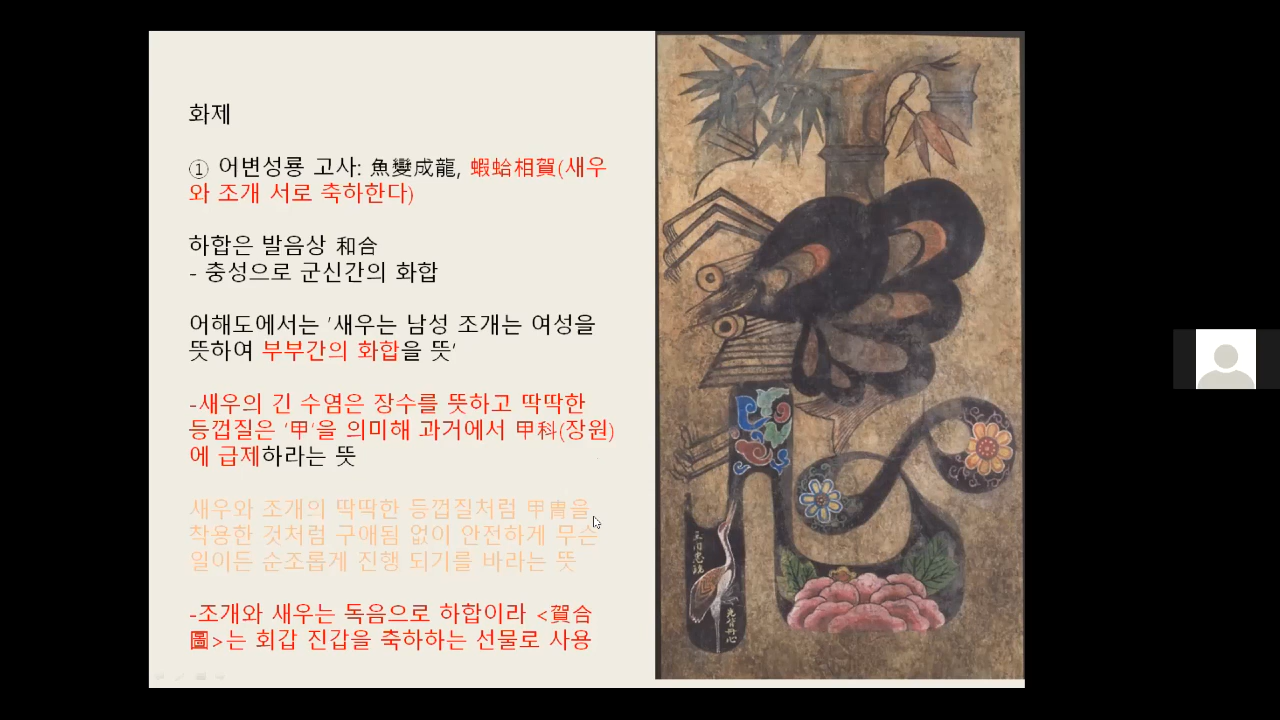 화제
① 어변성룡 고사: 魚變成龍, 蝦蛤相賀(새우
와 조개 서로 축하한다)
하합은 발음상 和合
- 충성으로 군신간의 화합
어해도에서는 '새우는 남성 조개는 여성을
뜻하여 부부간의 화합을 뜻'
-새우의 긴 수염은 장수를 뜻하고 딱딱한
등껍질은 '甲'을 의미해 과거에서 甲科(장원)
에 급제하라는 뜻
새우와 조개의 딱딱한 등껍질처럼 甲冑을
착용한 것처럼 구애됨 없이 안전하게 무슨
일이든 순조롭게 진행 되기를 바라는 뜻
-조개와 새우는 독음으로 하합이라 <賀合
圖>는 회갑 진갑을 축하하는 선물로 사용